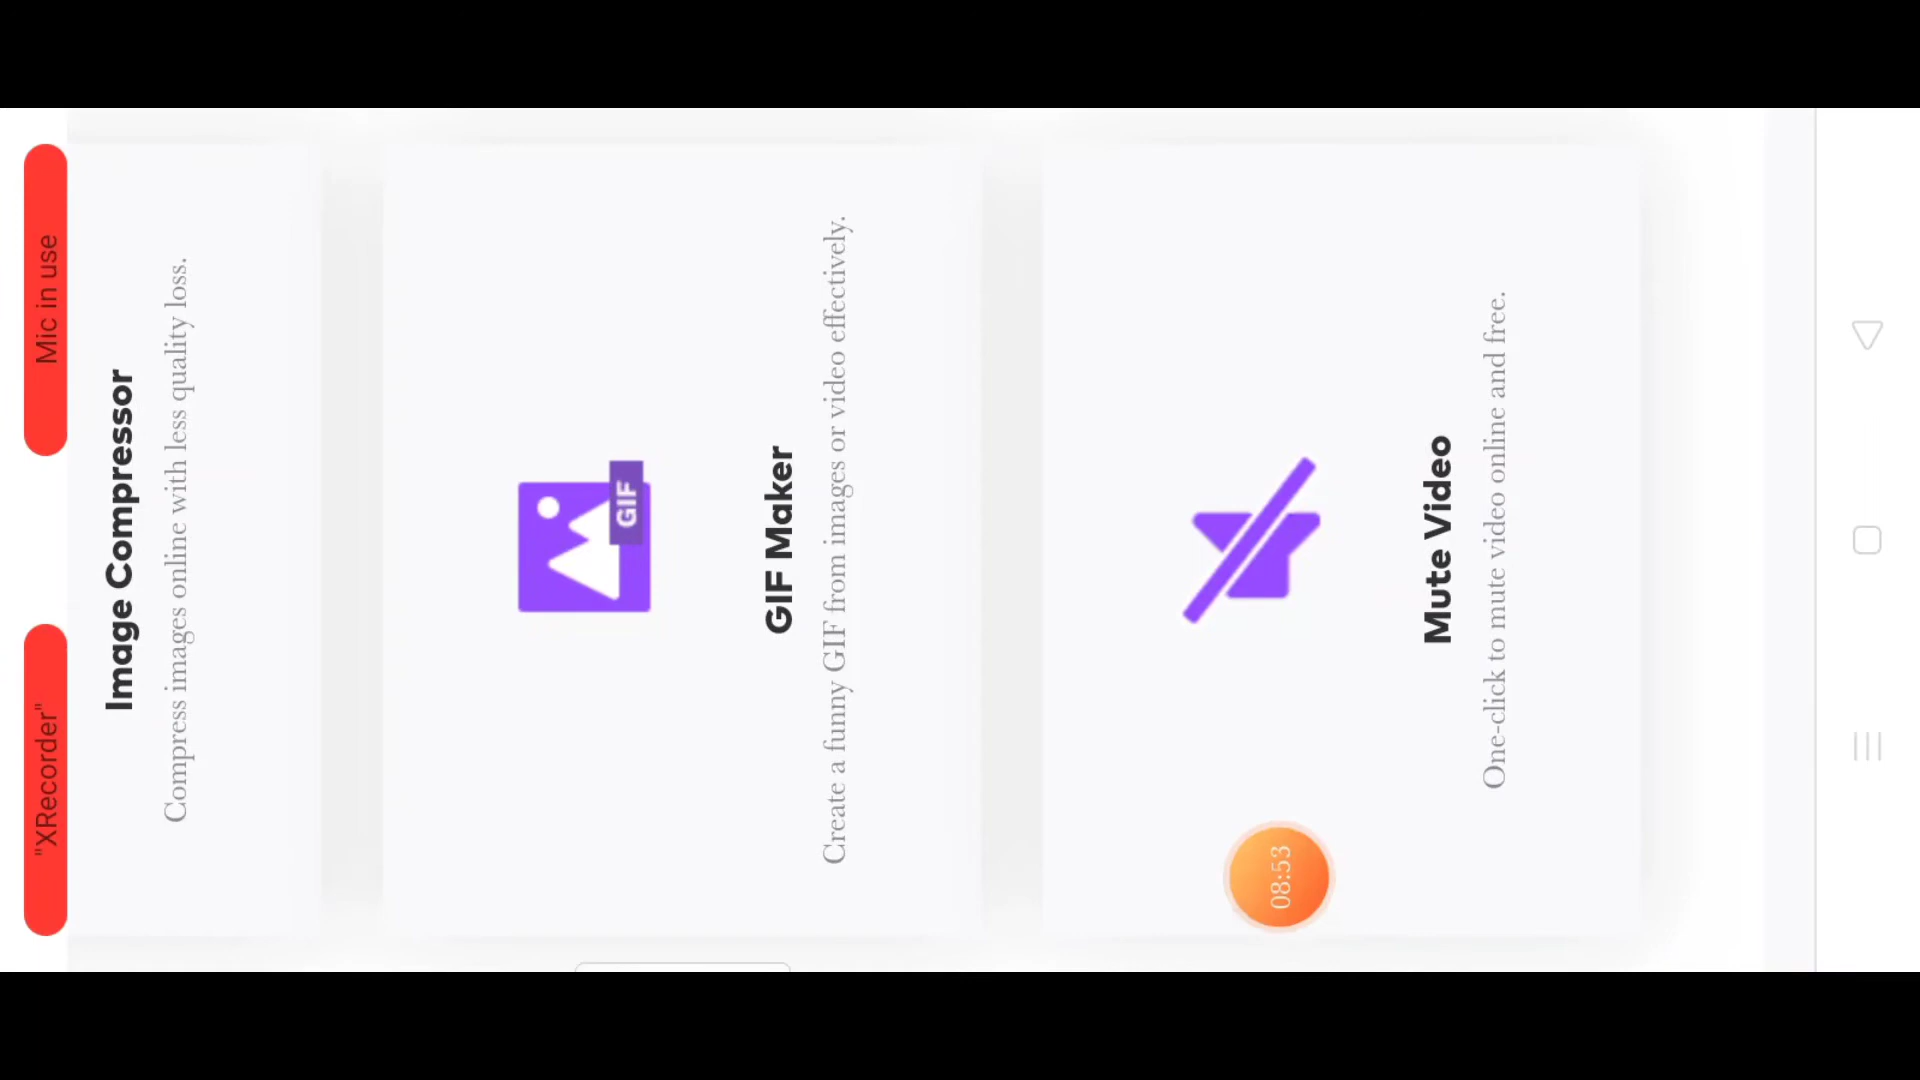 "XRecorder"
Mic in use
Image Compressor
Compress images online with less quality loss.
GIF
GIF Maker
Create a funny GIF from images or video effectively.
Mute Video
One-click to mute video online and free.
08:53